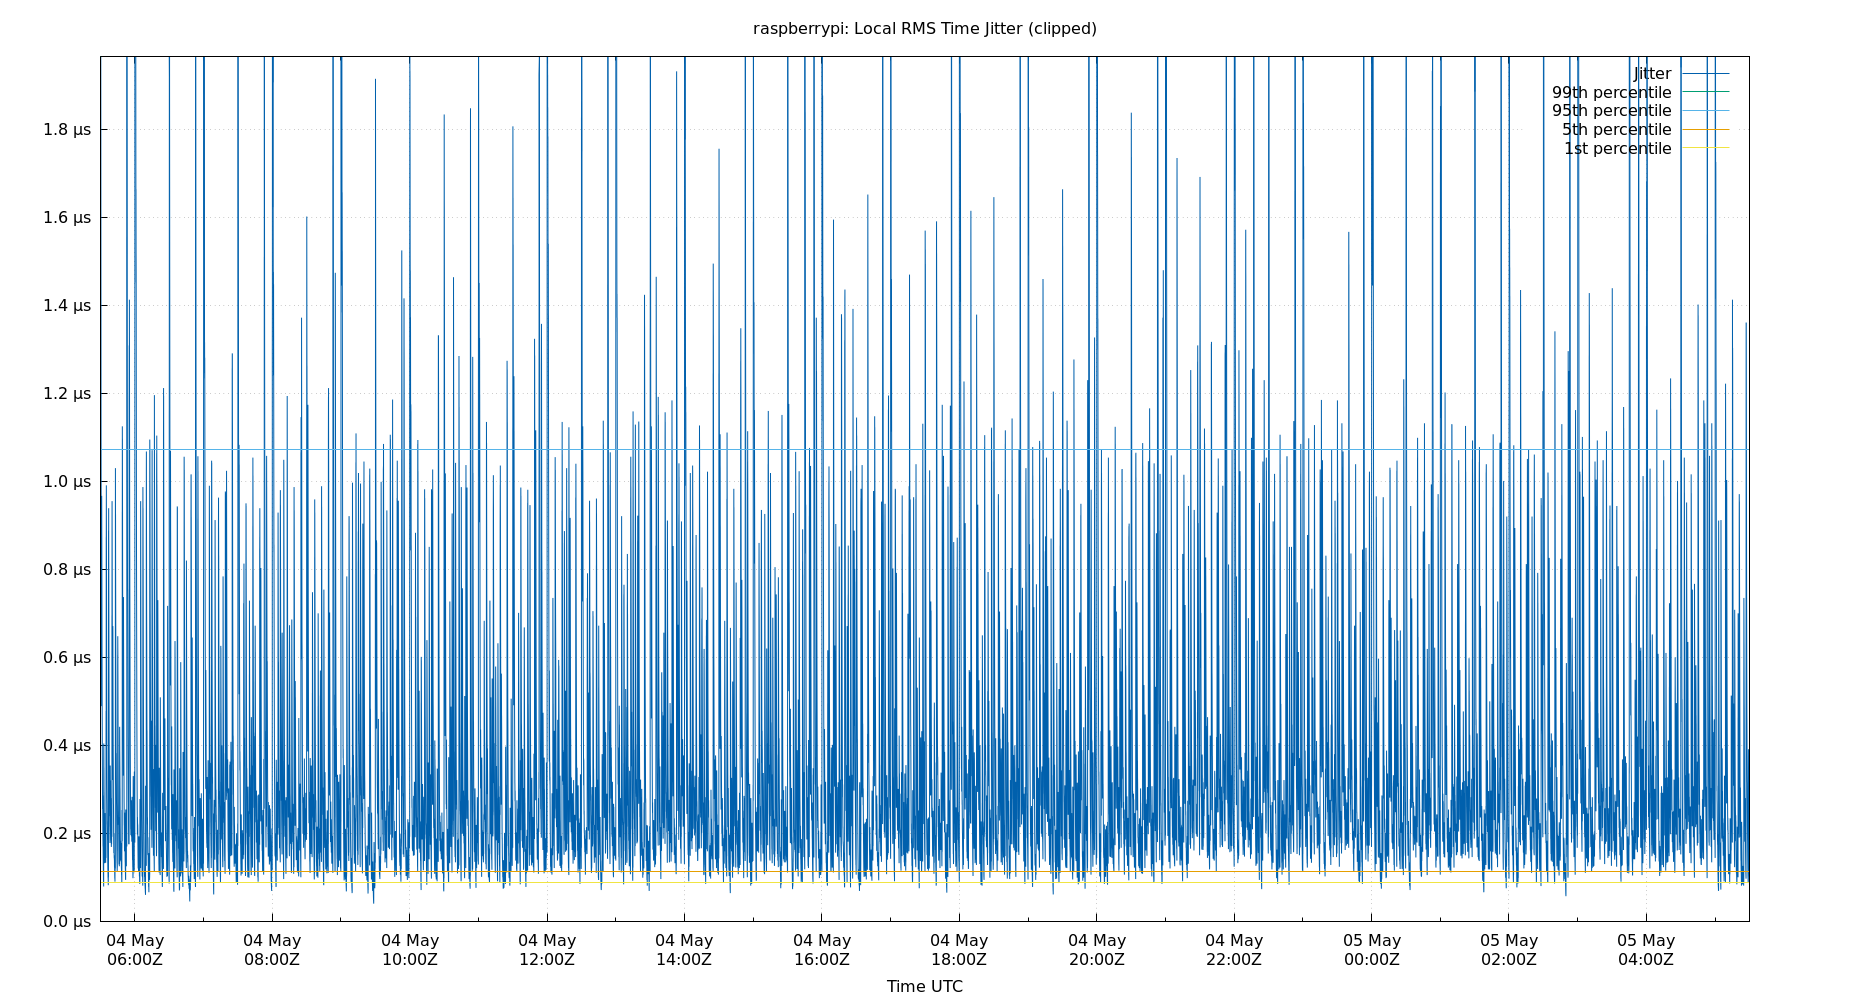 raspberrypi: Local RMS Time Jitter (clipped)
Jitter
99th percentile
95th percentile
5th percentile
1st percentile
1.8 µs
1.6 µs
1.4 µs
1.2 µs
1.0 µs
0.8 µs
0.6 µs
0.4 µs
0.2 µs
0.0 µs
04 May 04 May 04 May 04 May 04 May 04 May 04 May 04 May 04 May 05 May 05 May 05 May
06:00Z 08:00Z 10:00Z 12:00Z 14:00Z 16:00Z 18:00Z 20:00Z 22:00Z 00:00Z 02:00Z 04:00Z
Time UTC